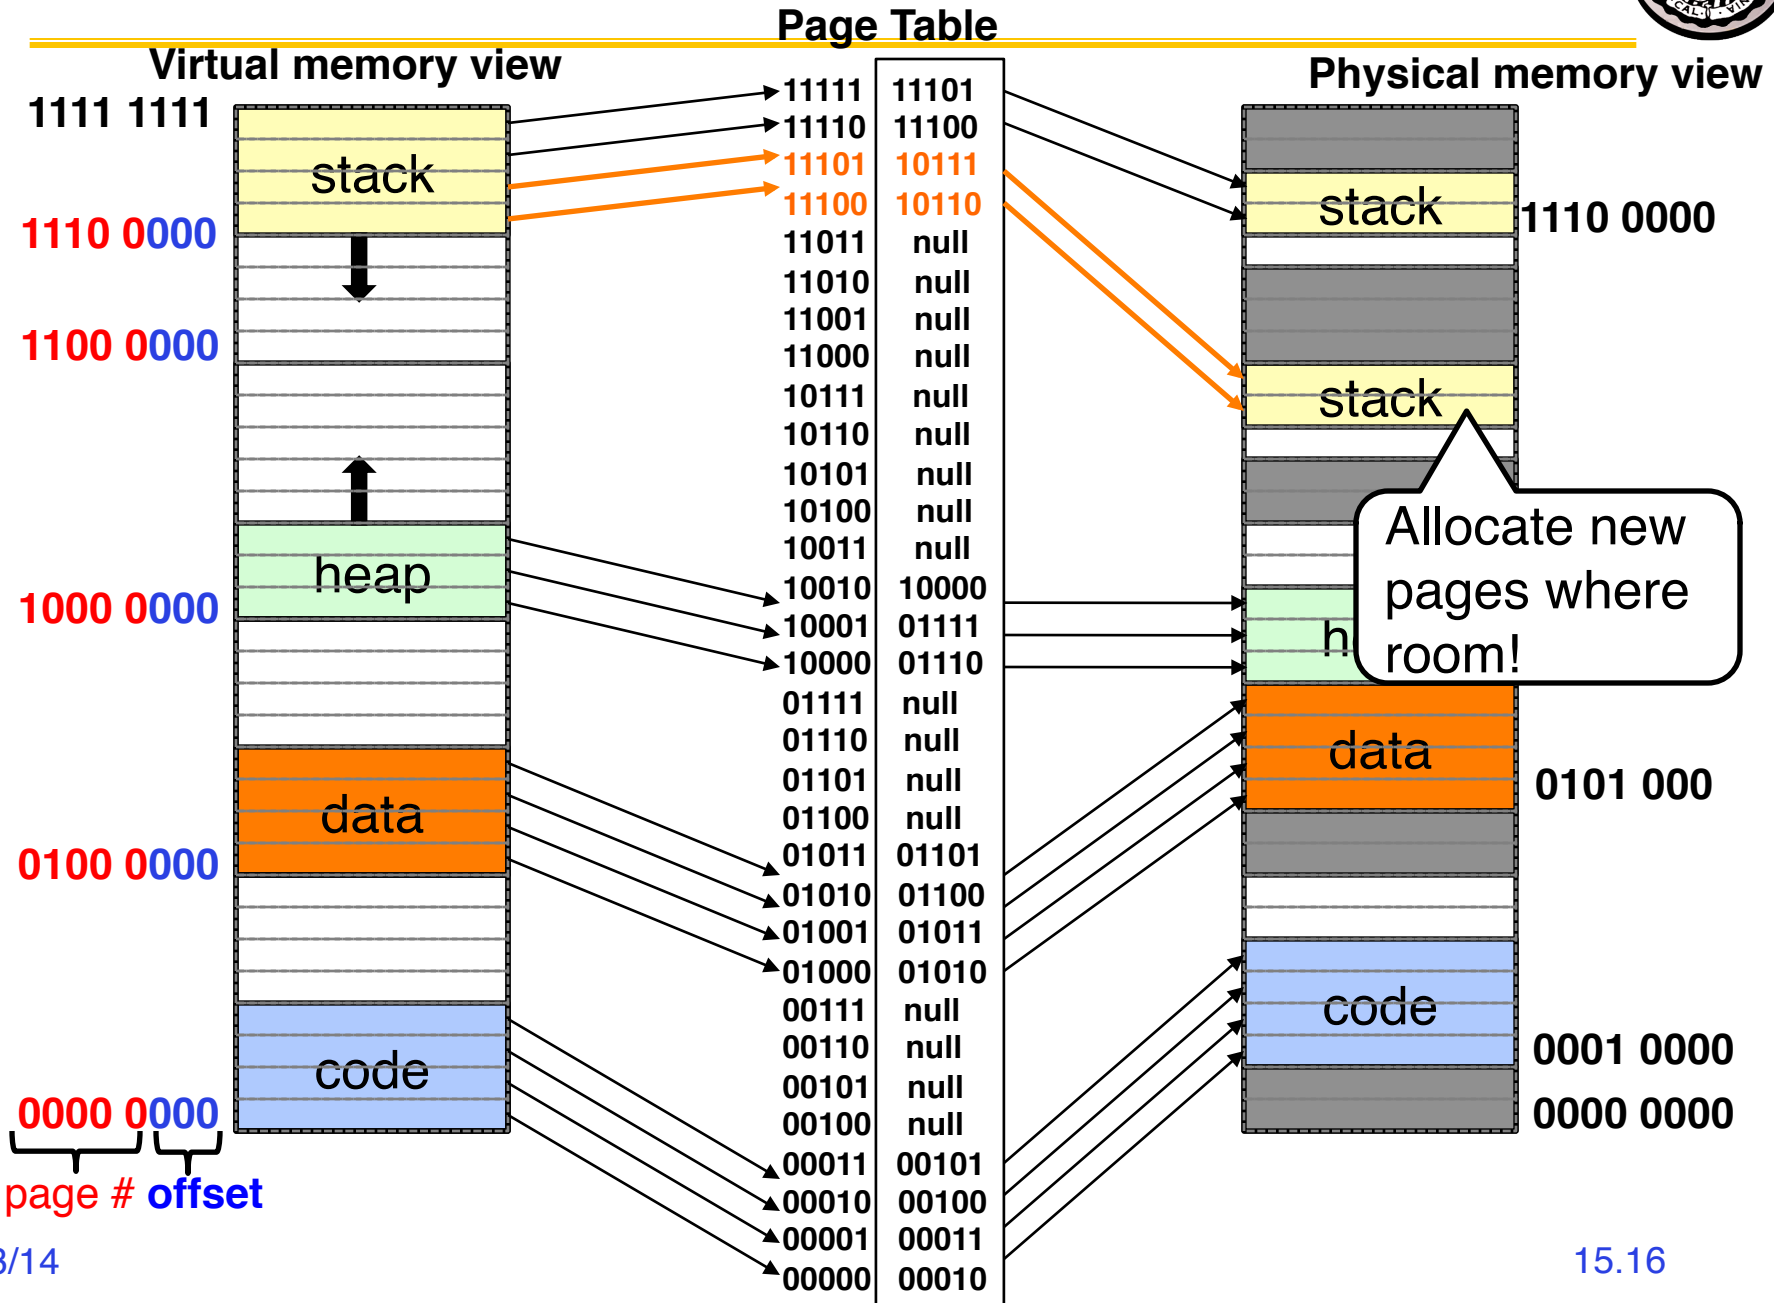 Page Table
Virtual memory view
Physical memory view
1111 1111
stack
1110 0000
1100 0000
heap
1000 0000
data
0100 0000
code
0000 0000
page # offset
11111 11101
11110 11100
11101 10111
11100 10110
11011 null
11010 null
11001 null
11000 null
10111 null
10110 null
10101 null
10100 null
10011 null
10010 10000
10001 01111
10000 01110
01111 null
01110 null
01101 null
01100 null
01011 01101
01010 01100
01001 01011
01000 01010
00111 null
00110 null
00101 null
00100 null
00011 00101
00010 00100
00001 00011
00000 00010
stack
1110 0000
stack
Allocate new
pages where
room!
h
data
0101 000
code
0001 0000
0000 0000
3/14
15.16